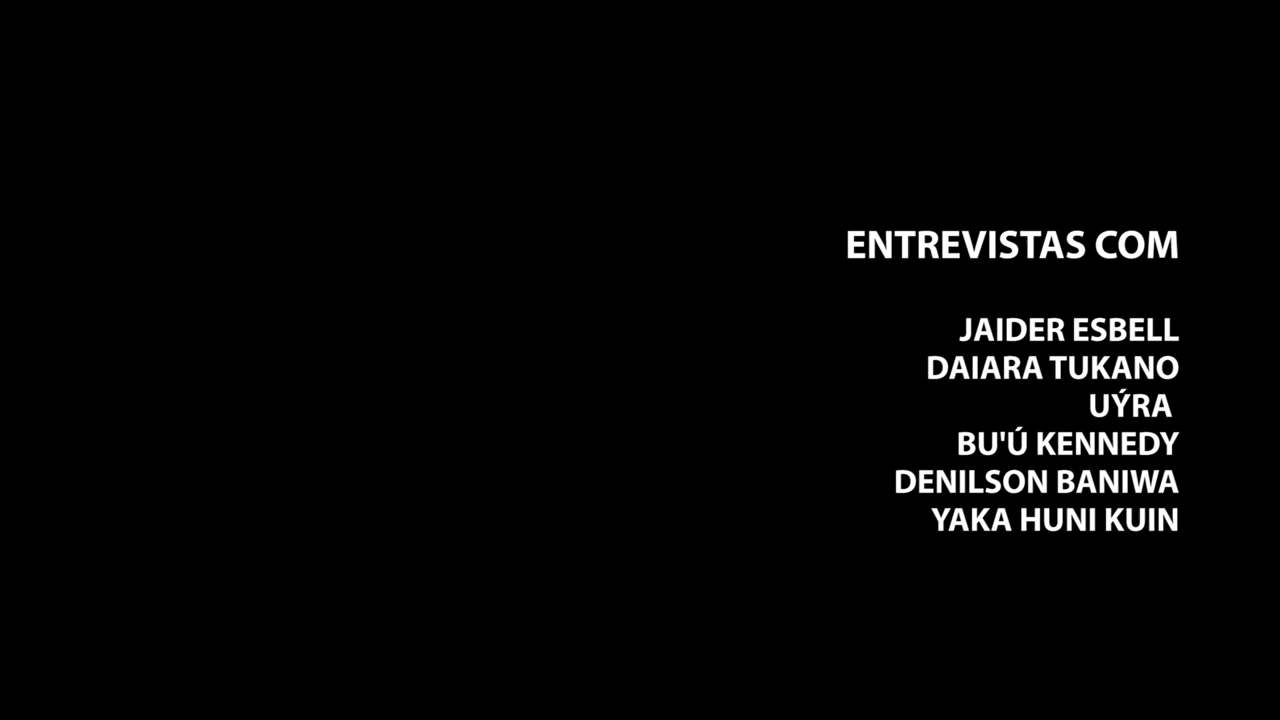 ENTREVISTAS COM
JAIDER ESBELL
DAIARA TUKANO
UÝRA
BU'Ú KENNEDY
DENILSON BANIWA
YAKA HUNI KUIN